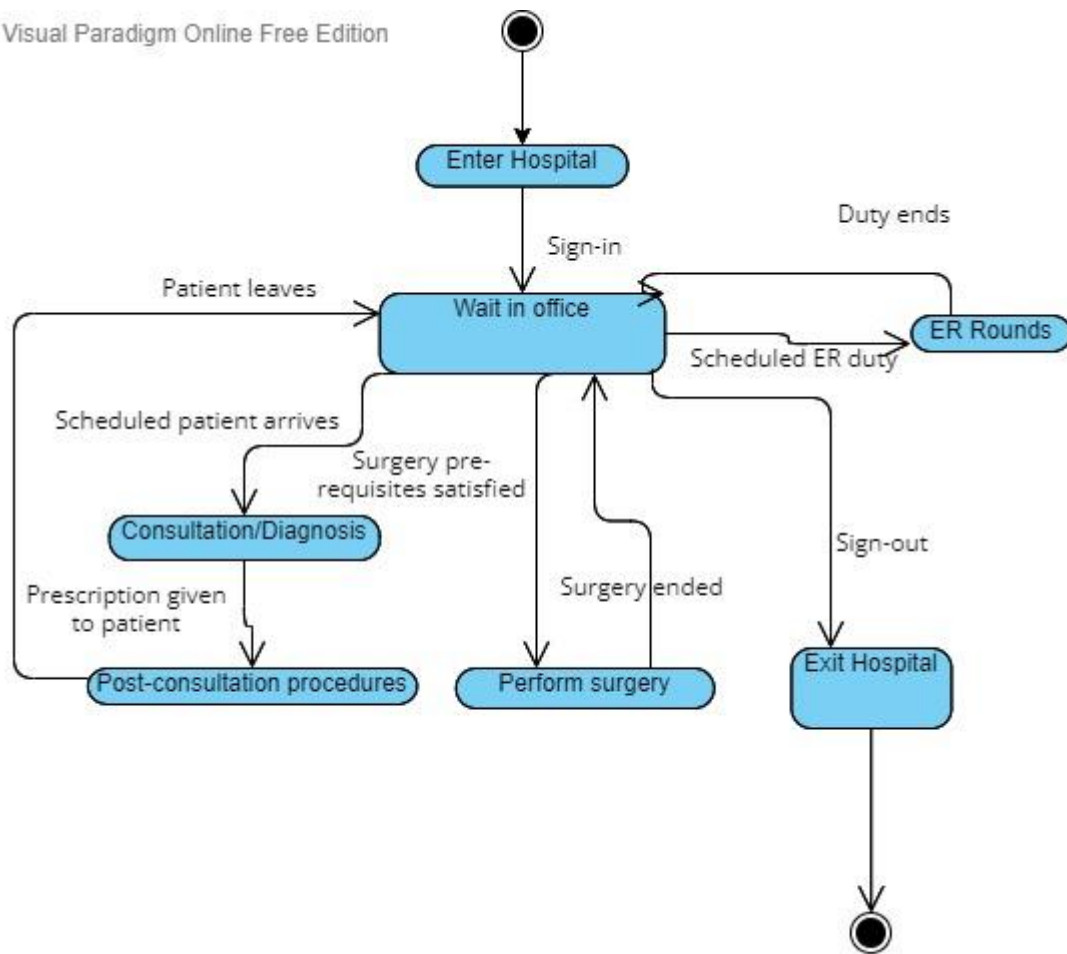 Visual Paradigm Online Free Edition
Enter Hospital
Duty ends
Sign-in
Patient leaves
Wait in office
ER Rounds
Scheduled ER duty
Scheduled patient arrives
Surgery pre-
requisites satisfied
Consultation/Diagnosis
Sign-out
Prescription given
to patient
Surgery ended
Exit Hospital
Post-consultation procedures
Perform surgery